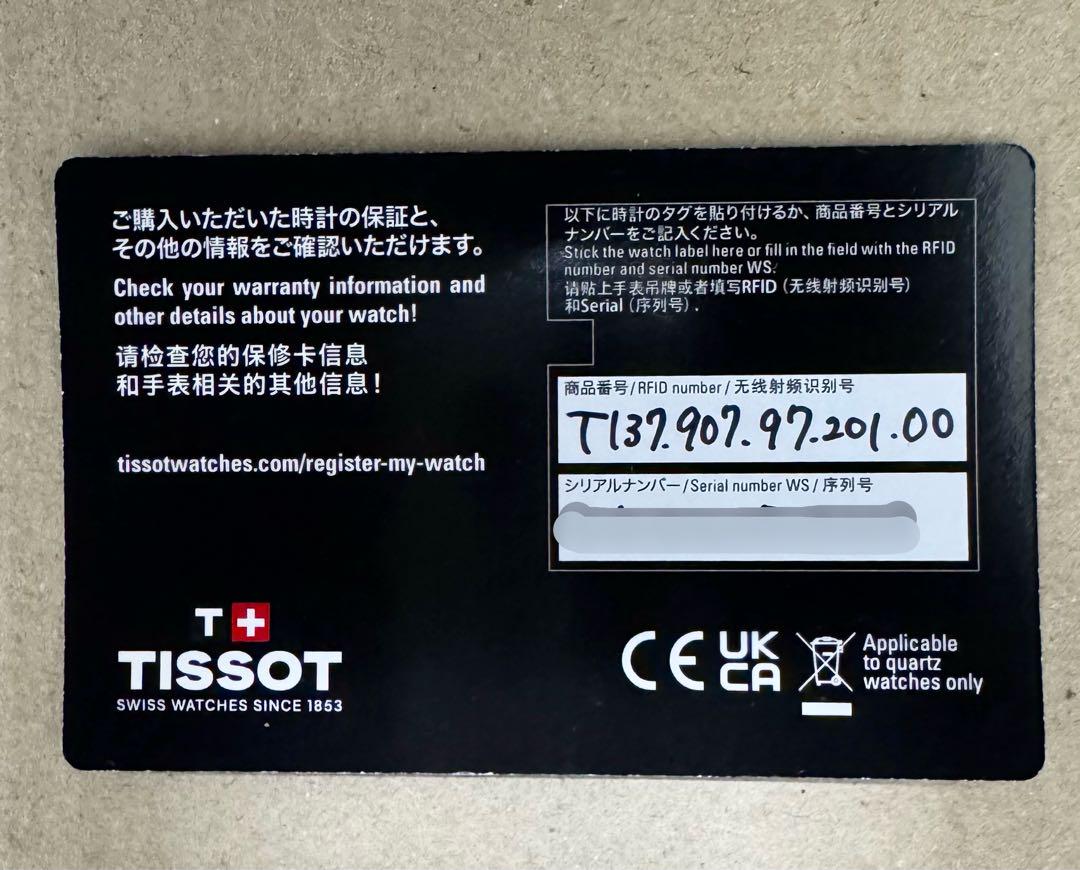 ご購入いただいた時計の保証と、
その他の情報をご確認いただけます。
Check your warranty information and
other details about your watch!
请检查您的保修卡信息
和手表相关的其他信息！
tissotwatches.com/register-my-watch
T+
TISSOT
SWISS WATCHES SINCE 1853
以下に時計のタグを貼り付けるか、商品番号とシリアル
ナンバーをご記入ください。
Stick the watch label here or fill in the field with the RFID
number and serial number WS.
请贴上手表吊牌或者填写RFID（无线射频识别号）
和Serial（序列号）.
商品番号/RFID number/无线射频识别号
T137.907.97.201.00
シリアルナンバー/Serial number WS/序列号
CE UK
CA
Applicable
to quartz
watches only